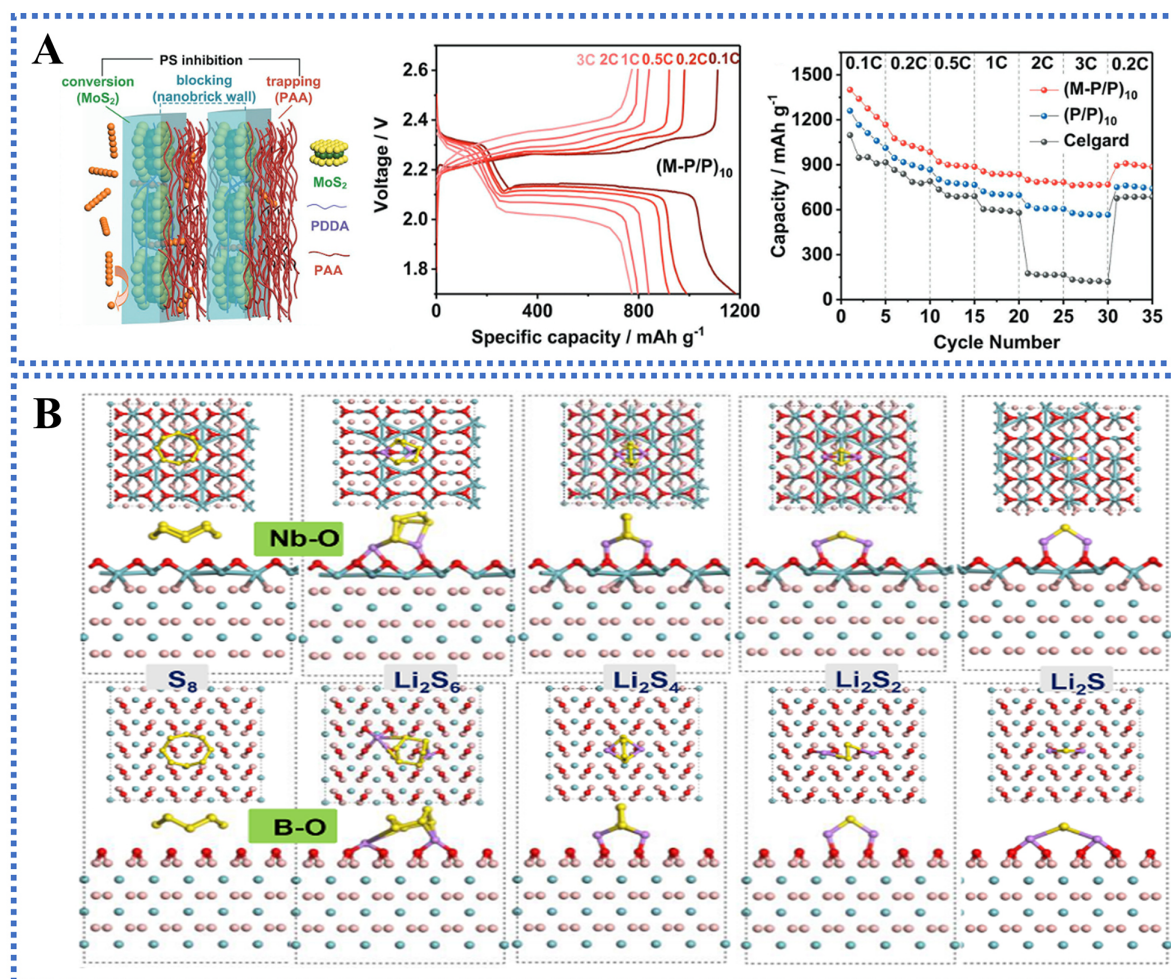 A
PS inhibition
conversion
(MoS₂)
blocking
(nanobrick wall)
trapping
(PAA)
MoS₂
PDDA
PAA
Voltage / V
2.6
2.4
2.2
2.0
1.8
3C 2C 1C 0.5C 0.2C 0.1C
(M-P/P)₁₀
0 200 400 600 1200
Specific capacity / mAh g⁻¹
Capacity / mAh g⁻¹
1500
1200
900
600
300
0
0.1C 0.2C 0.5C 1C 2C 3C 0.2C
(M-P/P)₁₀
(P/P)₁₀
Celgard
0 5 10 15 20 25 30 35
Cycle Number
B
Nb-O
S₈ Li₂S₆ Li₂S₄ Li₂S₂ Li₂S
B-O